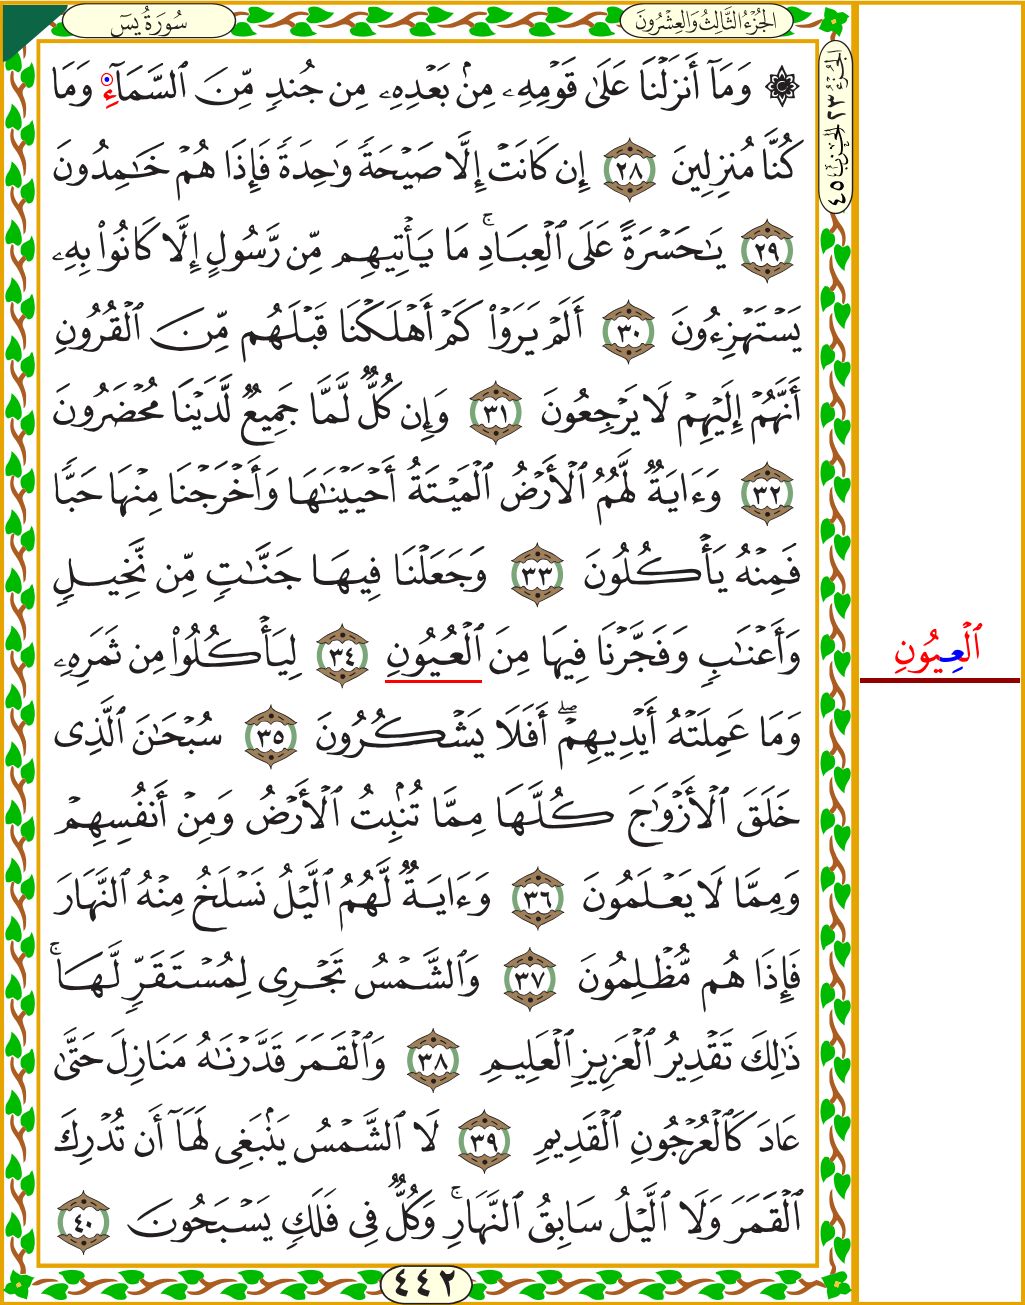 سُورَةُ يسٓ
الجُزْءُ الثَّالِثُ وَالعِشْرُونَ
۞ وَمَآ أَنزَلْنَا عَلَىٰ قَوْمِهِۦ مِنۢ بَعْدِهِۦ مِن جُندٍ مِّنَ ٱلسَّمَآءِ وَمَا
كُنَّا مُنزِلِينَ ٢٨ إِن كَانَتْ إِلَّا صَيْحَةً وَٰحِدَةً فَإِذَا هُمْ خَٰمِدُونَ
٢٩ يَٰحَسْرَةً عَلَى ٱلْعِبَادِۚ مَا يَأْتِيهِم مِّن رَّسُولٍ إِلَّا كَانُوا۟ بِهِۦ
يَسْتَهْزِءُونَ ٣٠ أَلَمْ يَرَوْا۟ كَمْ أَهْلَكْنَا قَبْلَهُم مِّنَ ٱلْقُرُونِ
أَنَّهُمْ إِلَيْهِمْ لَا يَرْجِعُونَ ٣١ وَإِن كُلٌّ لَّمَّا جَمِيعٌ لَّدَيْنَا مُحْضَرُونَ
٣٢ وَءَايَةٌ لَّهُمُ ٱلْأَرْضُ ٱلْمَيْتَةُ أَحْيَيْنَٰهَا وَأَخْرَجْنَا مِنْهَا حَبًّا
فَمِنْهُ يَأْكُلُونَ ٣٣ وَجَعَلْنَا فِيهَا جَنَّٰتٍ مِّن نَّخِيلٍ
وَأَعْنَٰبٍ وَفَجَّرْنَا فِيهَا مِنَ ٱلْعُيُونِ ٣٤ لِيَأْكُلُوا۟ مِن ثَمَرِهِۦ
وَمَا عَمِلَتْهُ أَيْدِيهِمْۖ أَفَلَا يَشْكُرُونَ ٣٥ سُبْحَٰنَ ٱلَّذِى
خَلَقَ ٱلْأَزْوَٰجَ كُلَّهَا مِمَّا تُنۢبِتُ ٱلْأَرْضُ وَمِنْ أَنفُسِهِمْ
وَمِمَّا لَا يَعْلَمُونَ ٣٦ وَءَايَةٌ لَّهُمُ ٱلَّيْلُ نَسْلَخُ مِنْهُ ٱلنَّهَارَ
فَإِذَا هُم مُّظْلِمُونَ ٣٧ وَٱلشَّمْسُ تَجْرِى لِمُسْتَقَرٍّ لَّهَاۚ
ذَٰلِكَ تَقْدِيرُ ٱلْعَزِيزِ ٱلْعَلِيمِ ٣٨ وَٱلْقَمَرَ قَدَّرْنَٰهُ مَنَازِلَ حَتَّىٰ
عَادَ كَٱلْعُرْجُونِ ٱلْقَدِيمِ ٣٩ لَا ٱلشَّمْسُ يَنۢبَغِى لَهَآ أَن تُدْرِكَ
ٱلْقَمَرَ وَلَا ٱلَّيْلُ سَابِقُ ٱلنَّهَارِۚ وَكُلٌّ فِى فَلَكٍ يَسْبَحُونَ ٤٠
٤٤٢
الجُزْءُ ٢٣ الحِزْبُ ٤٥
ٱلْعِيُونِ